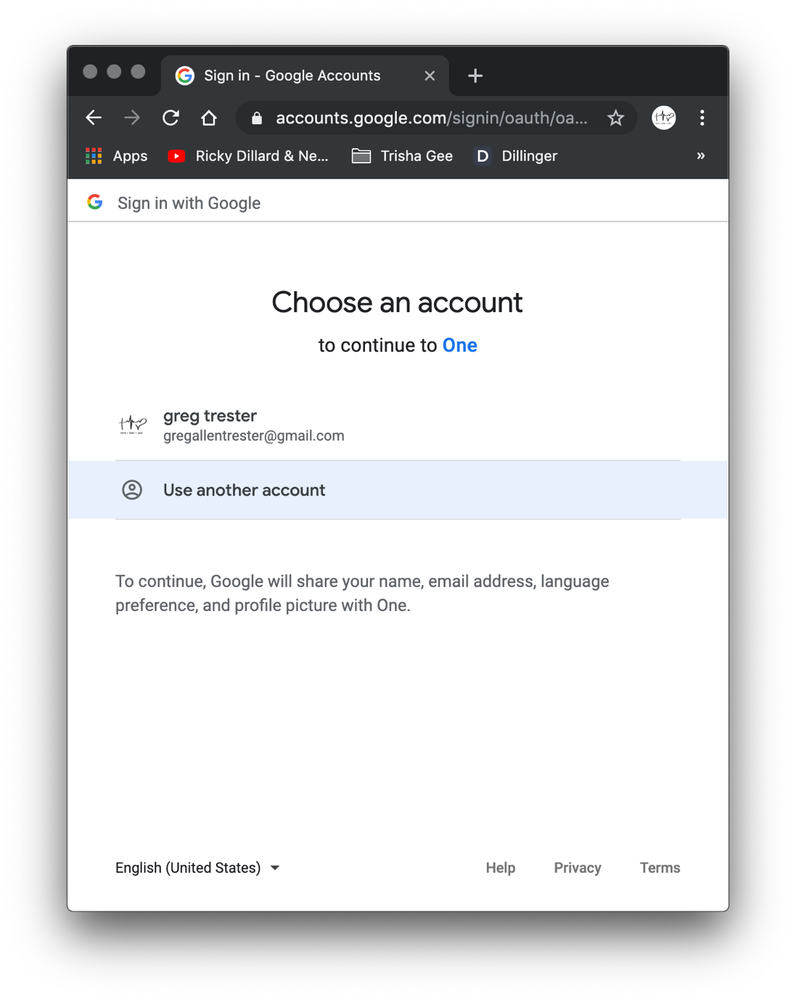 Sign in - Google Accounts
accounts.google.com/signin/oauth/oa...
Apps Ricky Dillard & Ne... Trisha Gee D Dillinger »
Sign in with Google
Choose an account
to continue to One
greg trester
gregallentrester@gmail.com
Use another account
To continue, Google will share your name, email address, language
preference, and profile picture with One.
English (United States) Help Privacy Terms